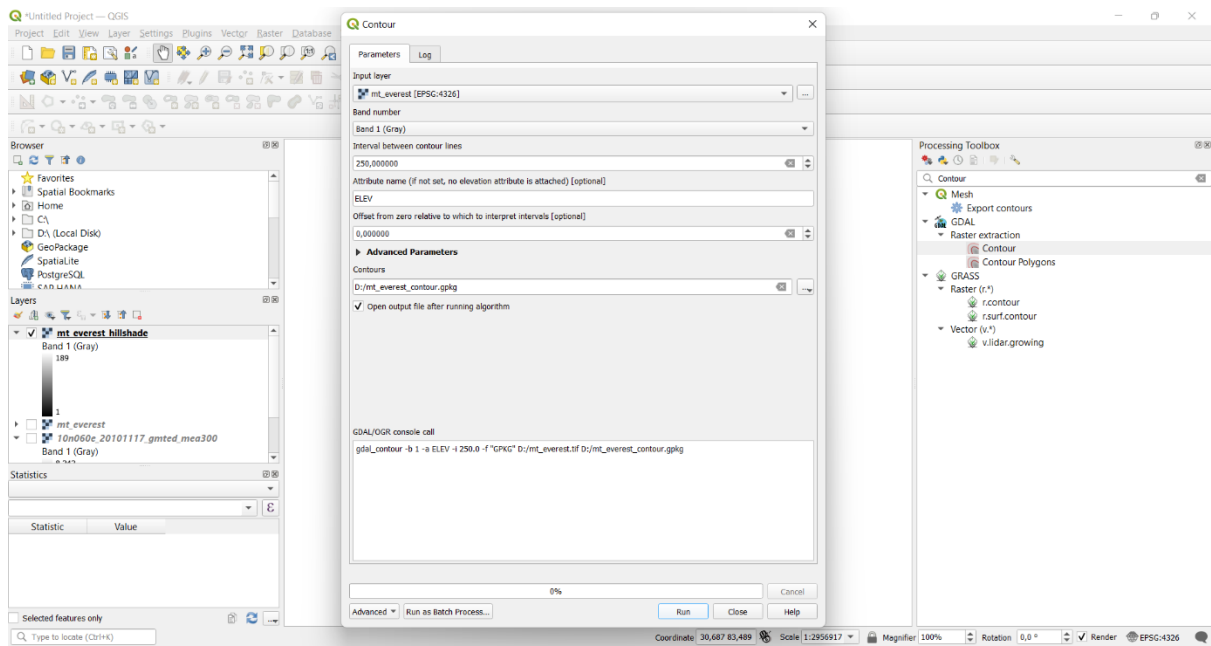 *Untitled Project — QGIS
Project Edit View Layer Settings Plugins Vector Raster Database
Browser
Favorites
Spatial Bookmarks
Home
C:\
D:\ (Local Disk)
GeoPackage
SpatiaLite
PostgreSQL
SAP HANA
Layers
mt_everest_hillshade
Band 1 (Gray)
189
1
mt_everest
10n060e_20101117_gmted_mea300
Band 1 (Gray)
Statistics
ε
Statistic Value
Selected features only
Type to locate (Ctrl+K)
Contour
Parameters Log
Input layer
mt_everest [EPSG:4326]
...
Band number
Band 1 (Gray)
Interval between contour lines
250,000000
Attribute name (if not set, no elevation attribute is attached) [optional]
ELEV
Offset from zero relative to which to interpret intervals [optional]
0,000000
Advanced Parameters
Contours
D:/mt_everest_contour.gpkg
Open output file after running algorithm
GDAL/OGR console call
gdal_contour -b 1 -a ELEV -i 250.0 -f "GPKG" D:/mt_everest.tif D:/mt_everest_contour.gpkg
0%
Cancel
Advanced Run as Batch Process... Run Close Help
Processing Toolbox
Contour
Mesh
Export contours
GDAL
Raster extraction
Contour
Contour Polygons
GRASS
Raster (r.*)
r.contour
r.surf.contour
Vector (v.*)
v.lidar.growing
Coordinate 30,687 83,489 Scale 1:2956917 Magnifier 100% Rotation 0,0 ° Render EPSG:4326